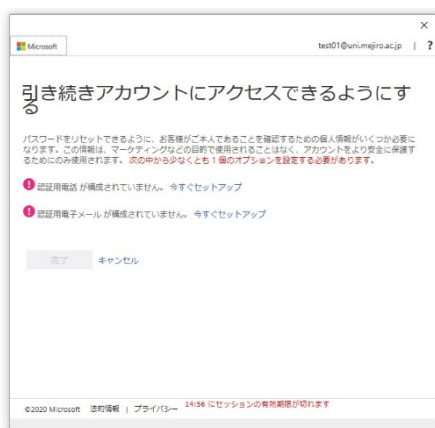 Microsoft
test01@uni.mejiro.ac.jp | ?
引き続きアカウントにアクセスできるようにす
る
パスワードをリセットできるように、お客様がご本人であることを確認するための個人情報がいくつか必要に
なります。この情報は、マーケティングなどの目的で使用されることはなく、アカウントをより安全に保護す
るためにのみ使用されます。次の中から少なくとも 1 個のオプションを設定する必要があります。
認証用電話 が構成されていません。 今すぐセットアップ
認証用電子メール が構成されていません。 今すぐセットアップ
完了 キャンセル
©2020 Microsoft 法的情報 | プライバシー 14:56 にセッションの有効期限が切れます